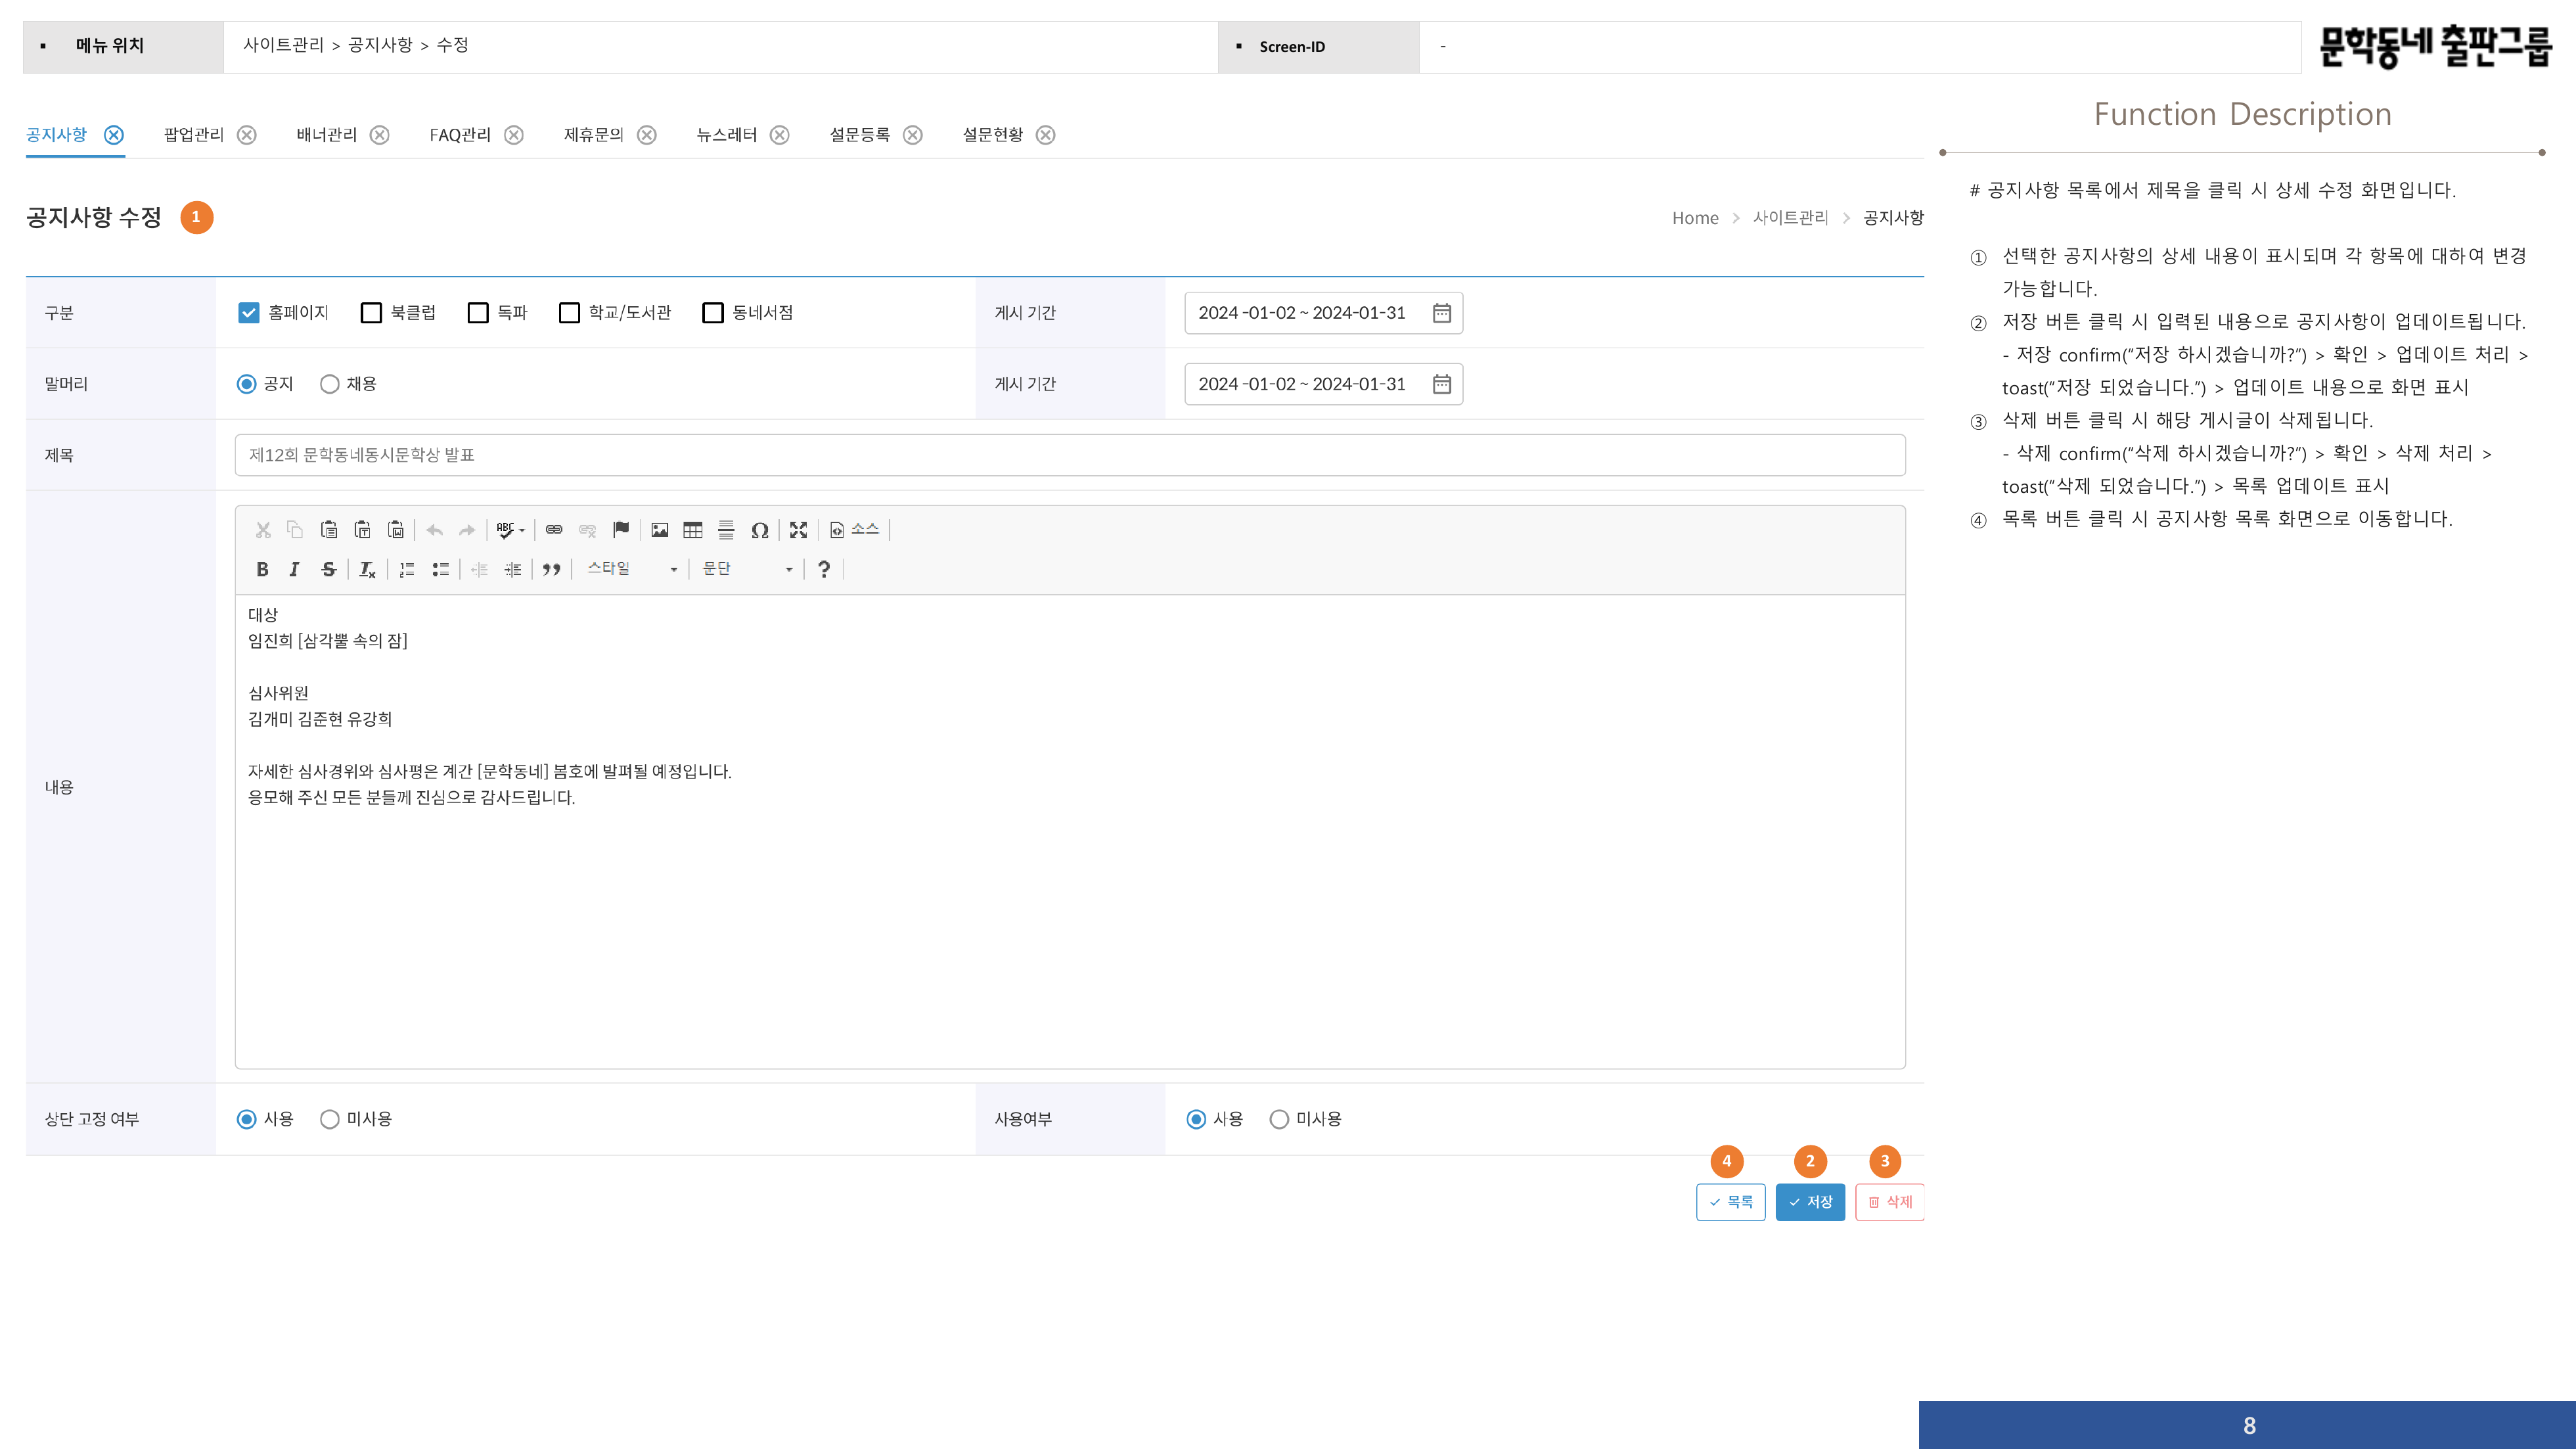 ▪ 메뉴 위치 사이트관리 > 공지사항 > 수정 ▪ Screen-ID - 문학동네 출판그룹
공지사항 팝업관리 배너관리 FAQ관리 제휴문의 뉴스레터 설문등록 설문현황
공지사항 수정 1 Home > 사이트관리 > 공지사항
구분 홈페이지 북클럽 독파 학교/도서관 동네서점 게시 기간 2024 -01-02 ~ 2024-01-31
말머리 공지 채용 게시 기간 2024 -01-02 ~ 2024-01-31
제목 제12회 문학동네동시문학상 발표
ABC 소스
B I S Tx 스타일 문단 ?
내용
대상
임진희 [삼각뿔 속의 잠]
심사위원
김개미 김준현 유강희
자세한 심사경위와 심사평은 계간 [문학동네] 봄호에 발펴될 예정입니다.
응모해 주신 모든 분들께 진심으로 감사드립니다.
상단 고정 여부 사용 미사용 사용여부 사용 미사용
4 2 3
목록 저장 삭제
Function Description
# 공지사항 목록에서 제목을 클릭 시 상세 수정 화면입니다.
① 선택한 공지사항의 상세 내용이 표시되며 각 항목에 대하여 변경
가능합니다.
② 저장 버튼 클릭 시 입력된 내용으로 공지사항이 업데이트됩니다.
- 저장 confirm(“저장 하시겠습니까?”) > 확인 > 업데이트 처리 >
toast(“저장 되었습니다.”) > 업데이트 내용으로 화면 표시
③ 삭제 버튼 클릭 시 해당 게시글이 삭제됩니다.
- 삭제 confirm(“삭제 하시겠습니까?”) > 확인 > 삭제 처리 >
toast(“삭제 되었습니다.”) > 목록 업데이트 표시
④ 목록 버튼 클릭 시 공지사항 목록 화면으로 이동합니다.
8